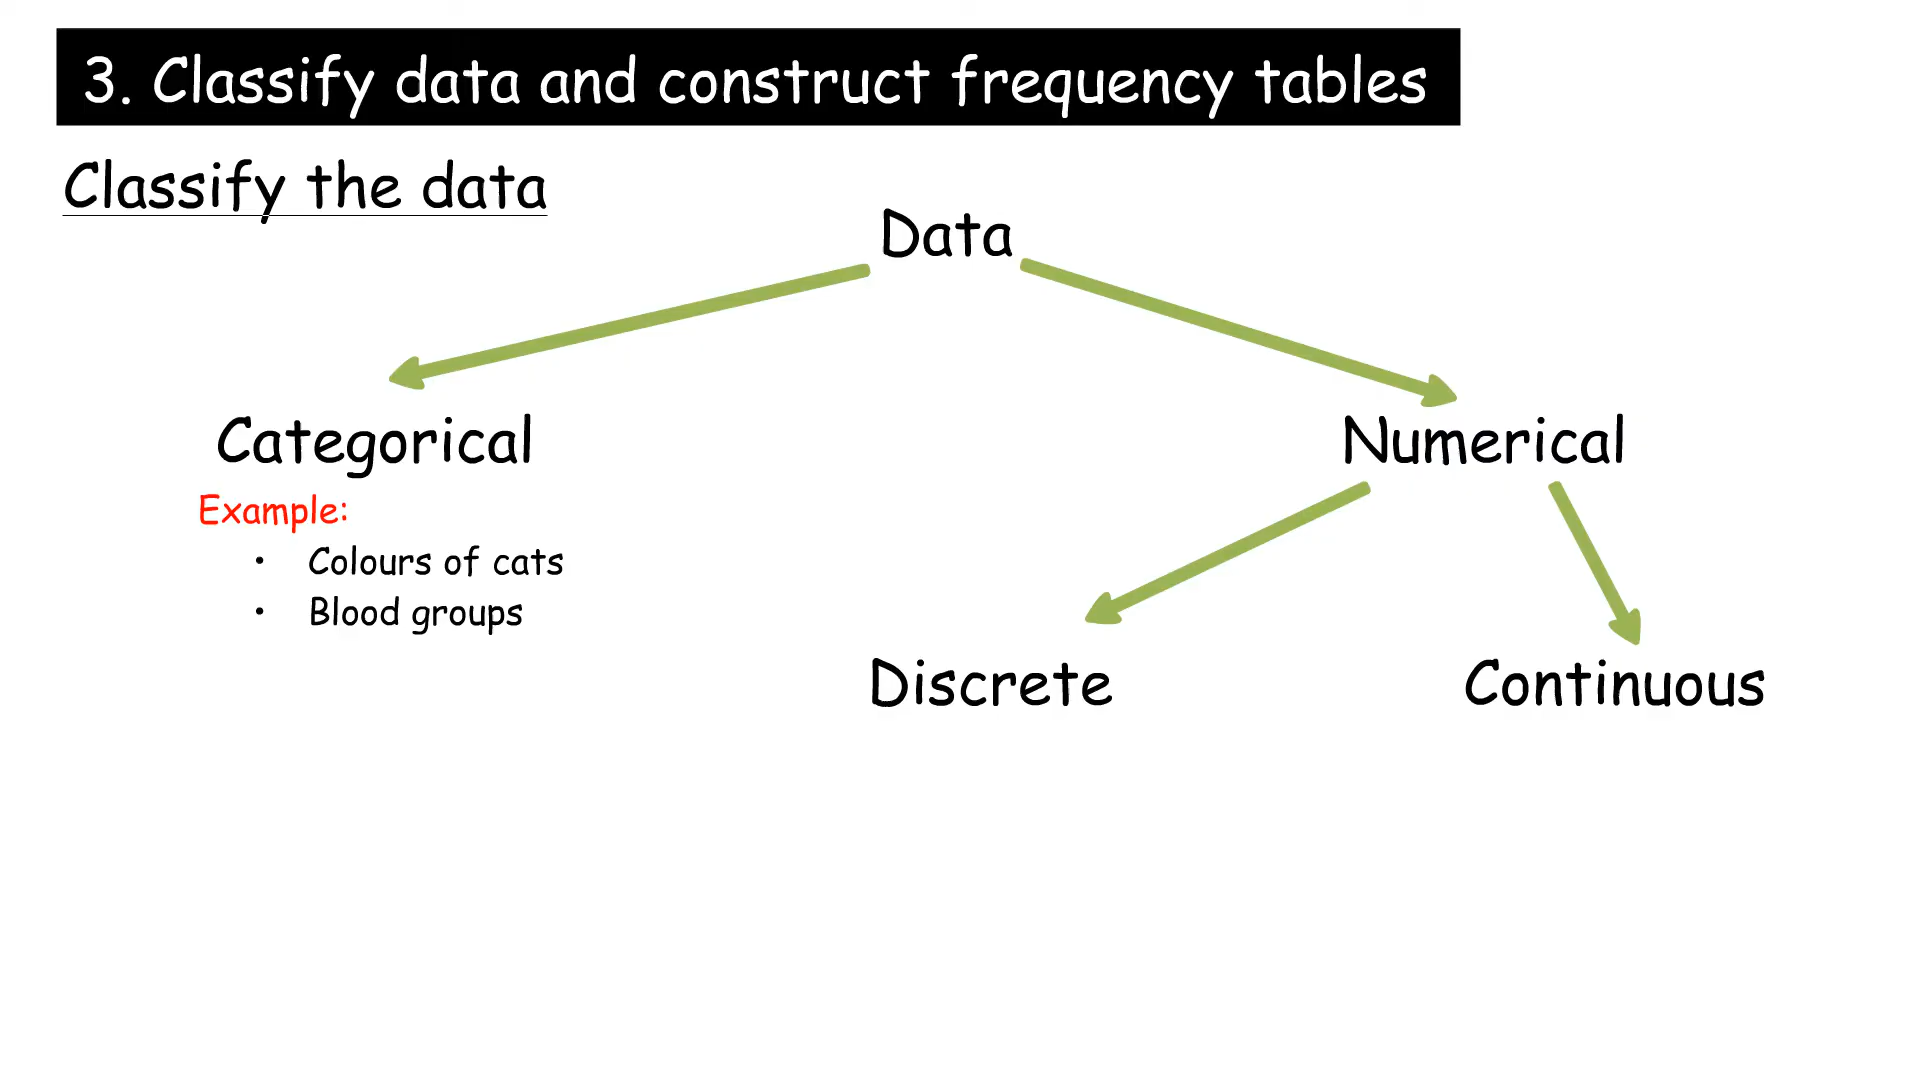 3. Classify data and construct frequency tables
Classify the data
Data
Categorical
Numerical
Example:
• Colours of cats
• Blood groups
Discrete
Continuous